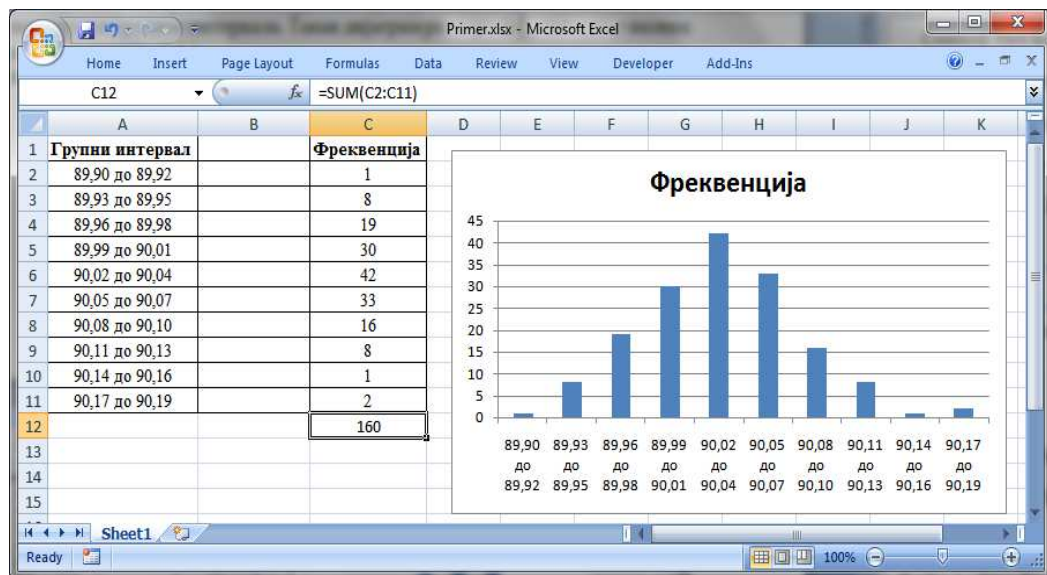 Primer.xlsx - Microsoft Excel
Home Insert Page Layout Formulas Data Review View Developer Add-Ins
C12 fx =SUM(C2:C11)
A B C D E F G H I J K
1 Групни интервал Фреквенција
2 89,90 до 89,92 1
3 89,93 до 89,95 8
4 89,96 до 89,98 19
5 89,99 до 90,01 30
6 90,02 до 90,04 42
7 90,05 до 90,07 33
8 90,08 до 90,10 16
9 90,11 до 90,13 8
10 90,14 до 90,16 1
11 90,17 до 90,19 2
12 160
13
14
15
Фреквенција
45
40
35
30
25
20
15
10
5
0
89,90 89,93 89,96 89,99 90,02 90,05 90,08 90,11 90,14 90,17
до до до до до до до до до до
89,92 89,95 89,98 90,01 90,04 90,07 90,10 90,13 90,16 90,19
Sheet1
Ready 100%